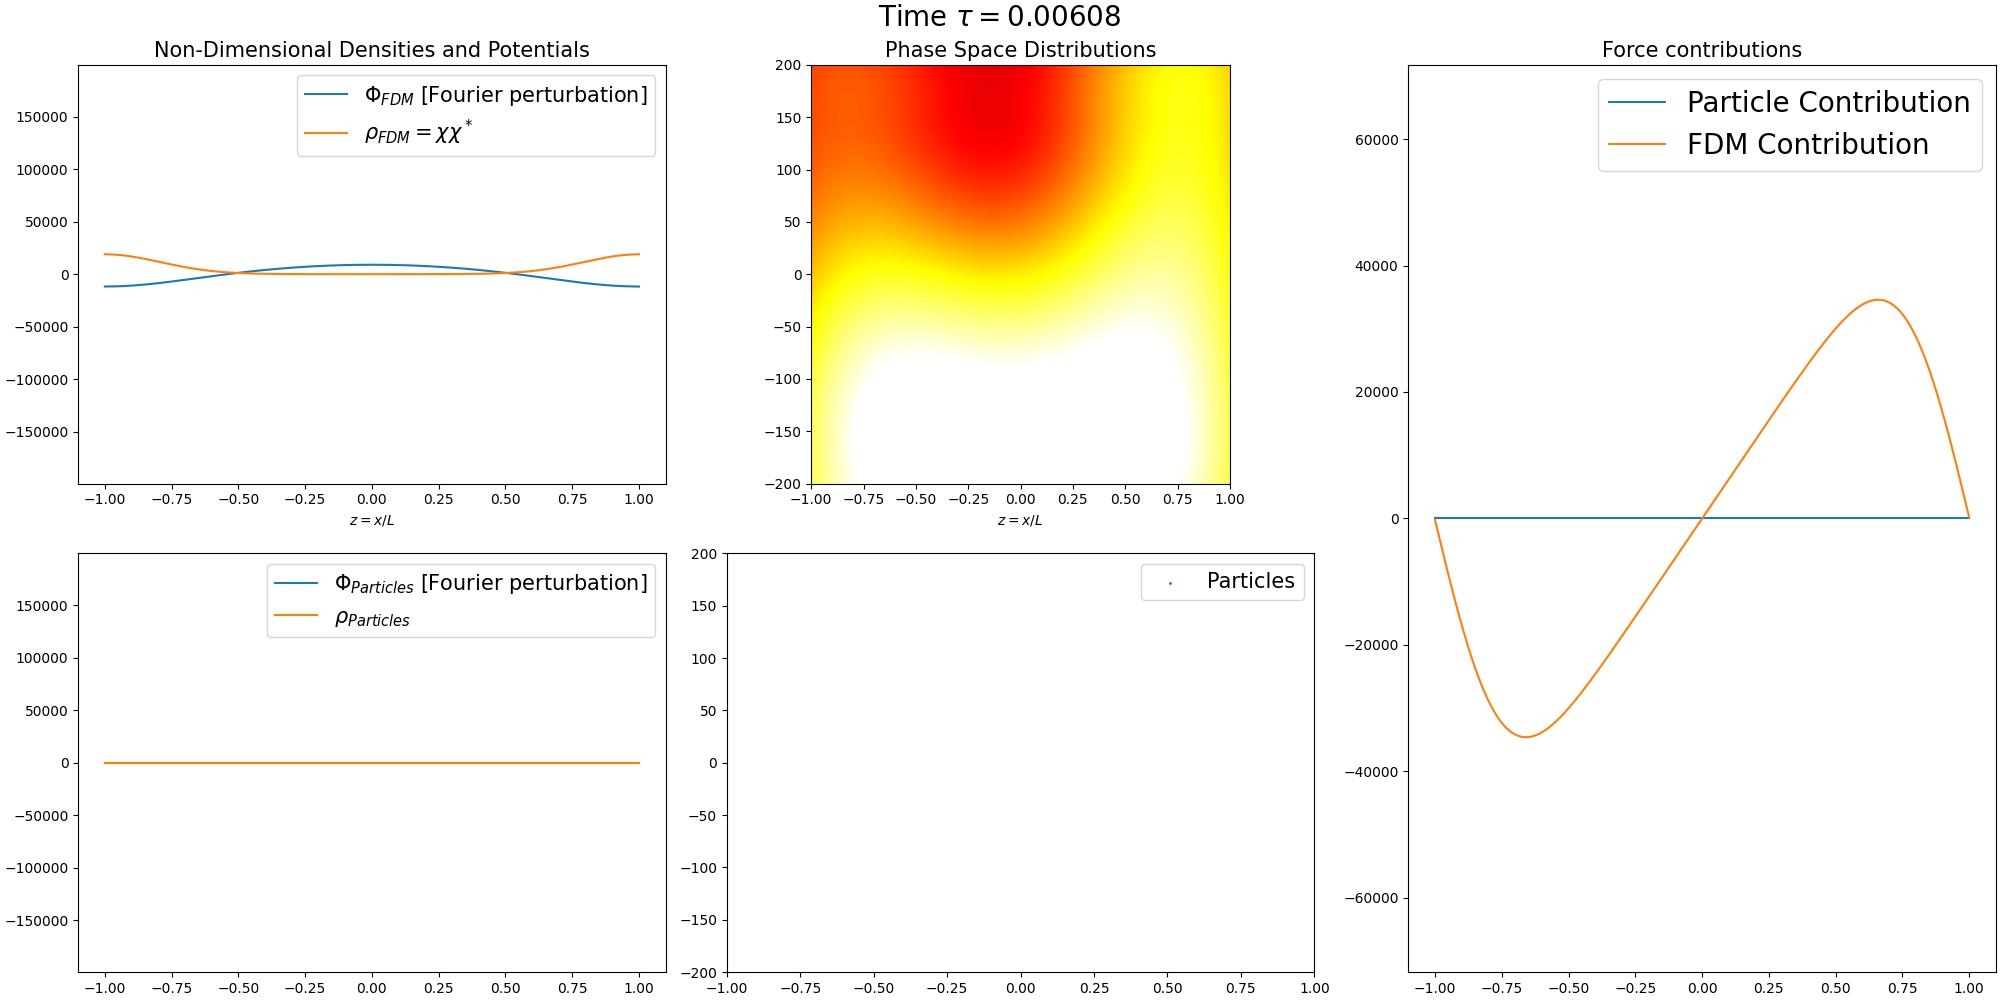 Time τ = 0.00608
Non-Dimensional Densities and Potentials
Φ_FDM [Fourier perturbation]
ρ_FDM = χχ*
150000
100000
50000
0
−50000
−100000
−150000
−1.00 −0.75 −0.50 −0.25 0.00 0.25 0.50 0.75 1.00
z = x/L
Phase Space Distributions
200
150
100
50
0
−50
−100
−150
−200
−1.00 −0.75 −0.50 −0.25 0.00 0.25 0.50 0.75 1.00
z = x/L
Force contributions
Particle Contribution
FDM Contribution
60000
40000
20000
0
−20000
−40000
−60000
−1.00 −0.75 −0.50 −0.25 0.00 0.25 0.50 0.75 1.00
Φ_Particles [Fourier perturbation]
ρ_Particles
150000
100000
50000
0
−50000
−100000
−150000
−1.00 −0.75 −0.50 −0.25 0.00 0.25 0.50 0.75 1.00
Particles
200
150
100
50
0
−50
−100
−150
−200
−1.00 −0.75 −0.50 −0.25 0.00 0.25 0.50 0.75 1.00